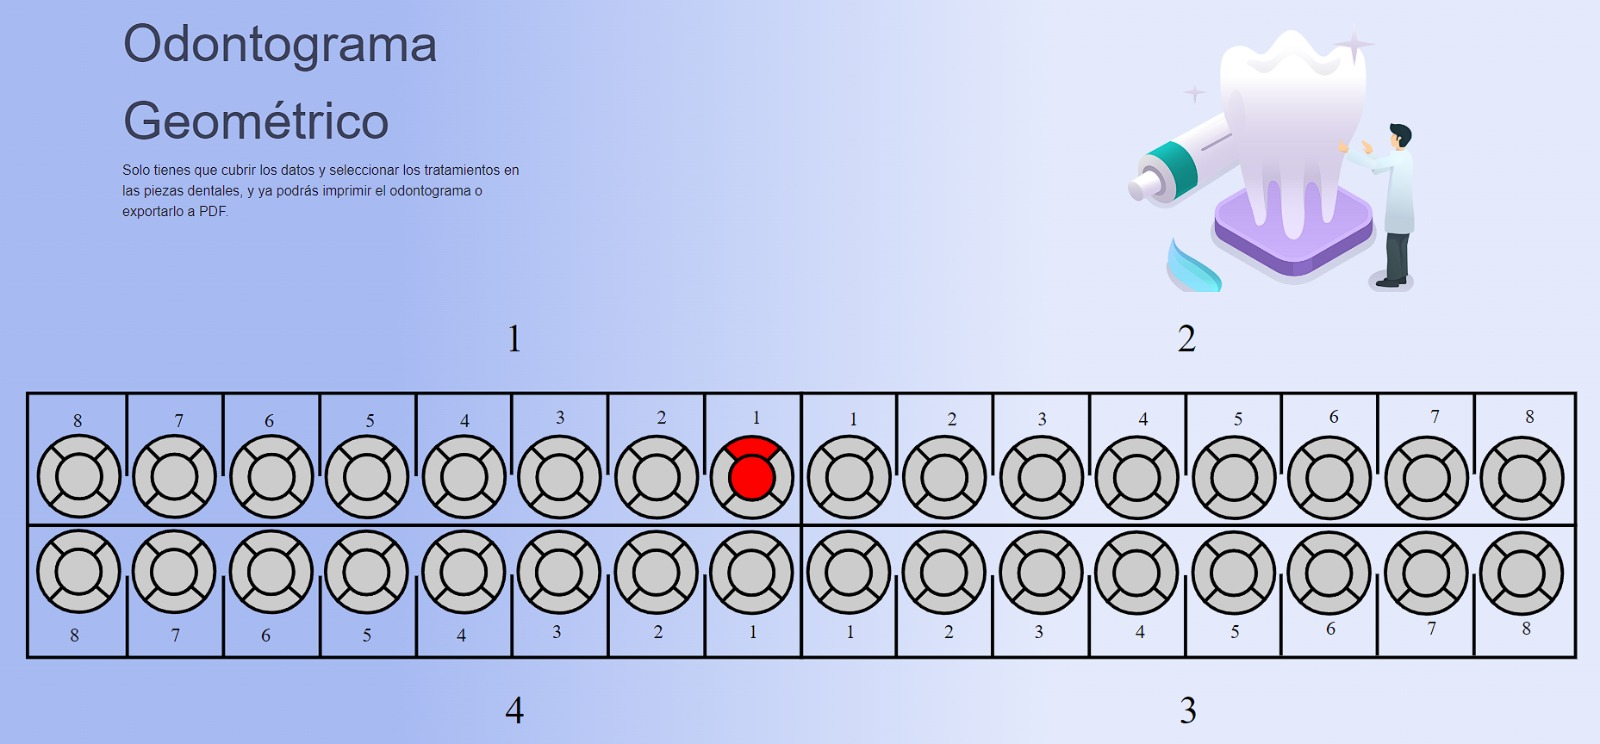 Odontograma
Geométrico
Solo tienes que cubrir los datos y seleccionar los tratamientos en
las piezas dentales, y ya podrás imprimir el odontograma o
exportarlo a PDF.
1 2
8 7 6 5 4 3 2 1 1 2 3 4 5 6 7 8
8 7 6 5 4 3 2 1 1 2 3 4 5 6 7 8
4 3